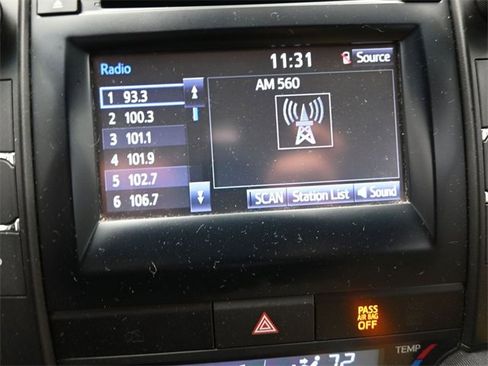 11:31 Source
Radio
AM 560
1 93.3
2 100.3
3 101.1
4 101.9
5 102.7
6 106.7
SCAN Station List Sound
PASS
AIR BAG
OFF
TEMP
72